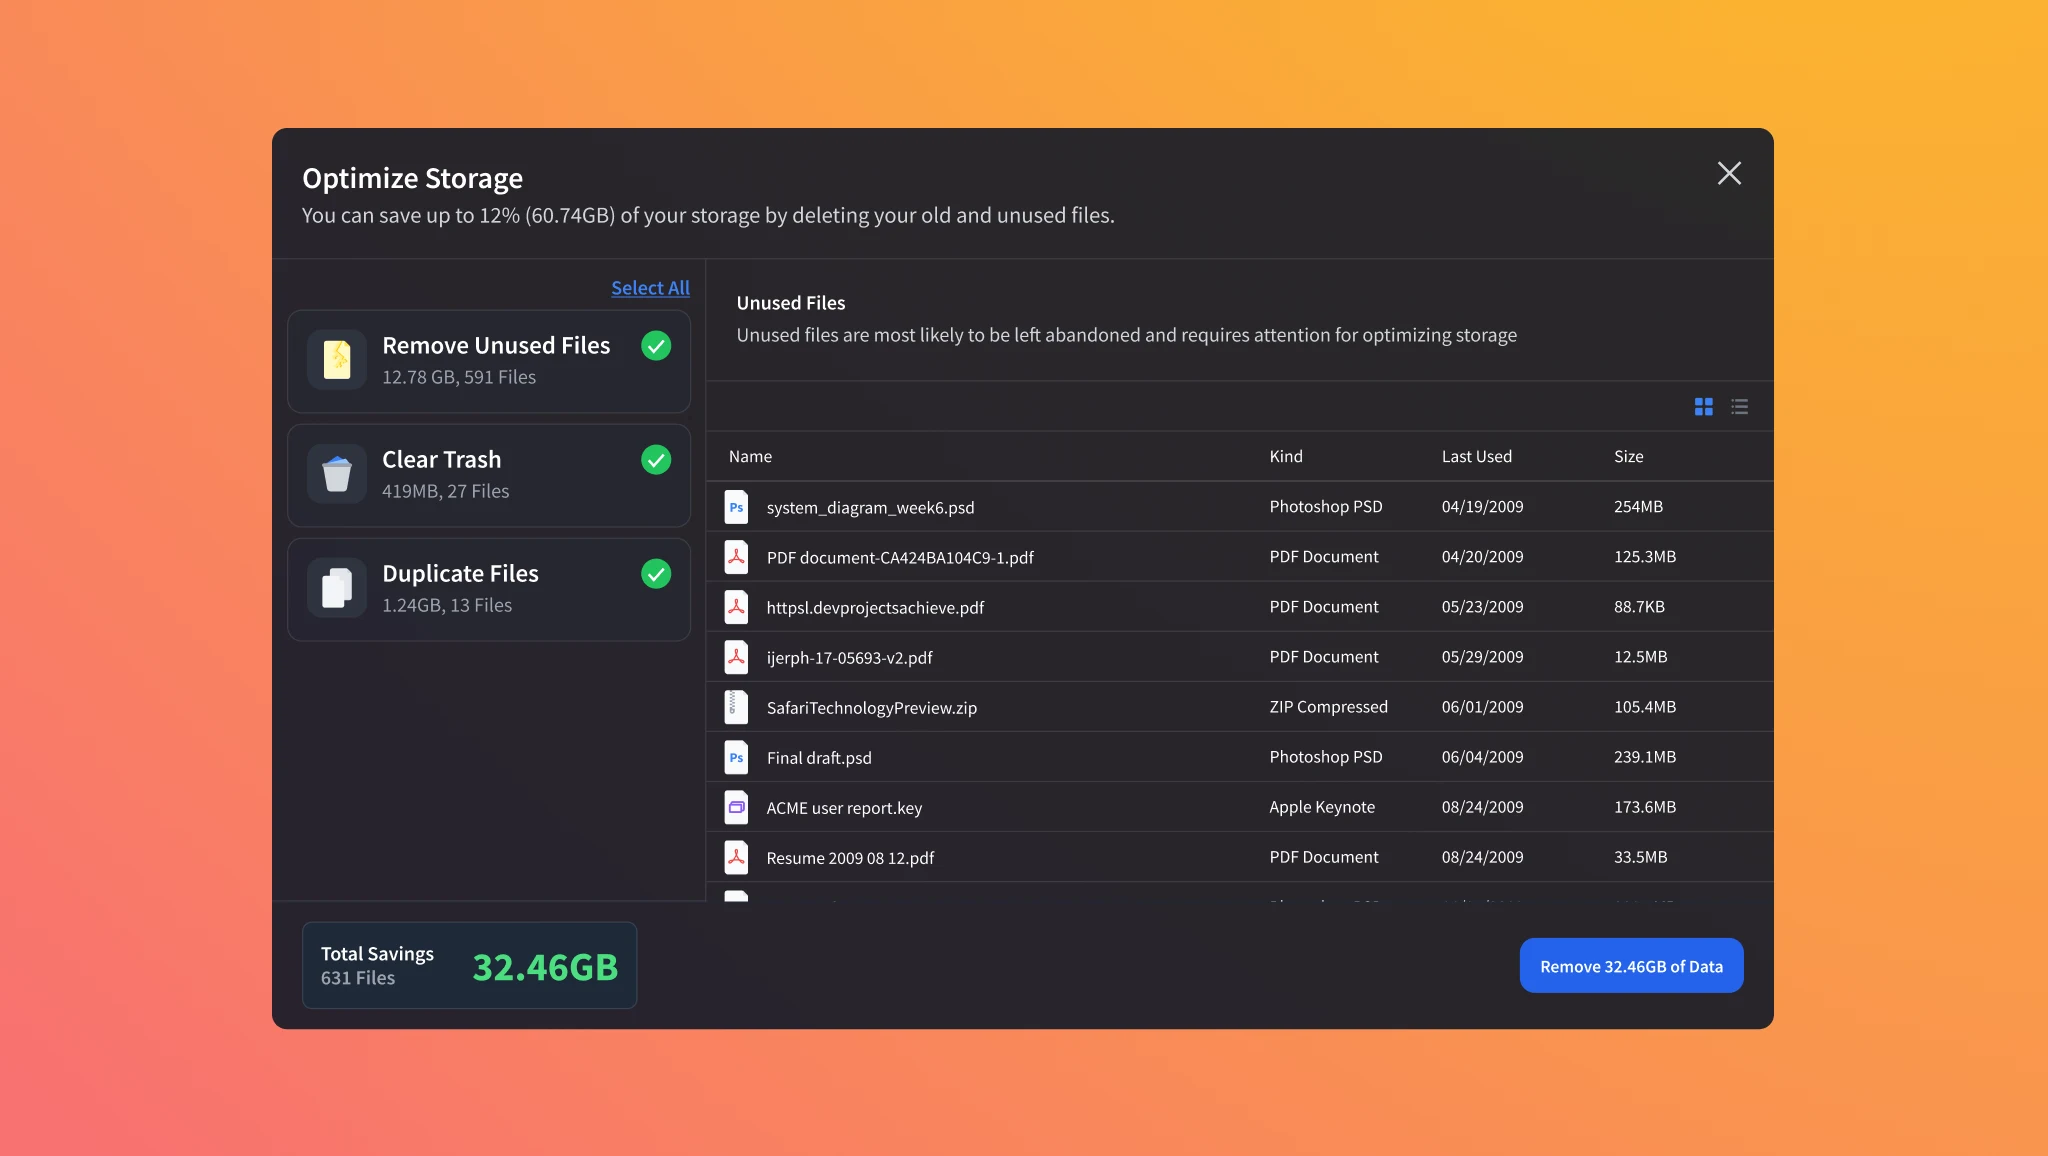 Optimize Storage
You can save up to 12% (60.74GB) of your storage by deleting your old and unused files.
Select All
Remove Unused Files
12.78 GB, 591 Files
Clear Trash
419MB, 27 Files
Duplicate Files
1.24GB, 13 Files
Unused Files
Unused files are most likely to be left abandoned and requires attention for optimizing storage
Name Kind Last Used Size
Ps system_diagram_week6.psd Photoshop PSD 04/19/2009 254MB
PDF document-CA424BA104C9-1.pdf PDF Document 04/20/2009 125.3MB
httpsl.devprojectsachieve.pdf PDF Document 05/23/2009 88.7KB
ijerph-17-05693-v2.pdf PDF Document 05/29/2009 12.5MB
SafariTechnologyPreview.zip ZIP Compressed 06/01/2009 105.4MB
Ps Final draft.psd Photoshop PSD 06/04/2009 239.1MB
ACME user report.key Apple Keynote 08/24/2009 173.6MB
Resume 2009 08 12.pdf PDF Document 08/24/2009 33.5MB
Total Savings
631 Files
32.46GB
Remove 32.46GB of Data